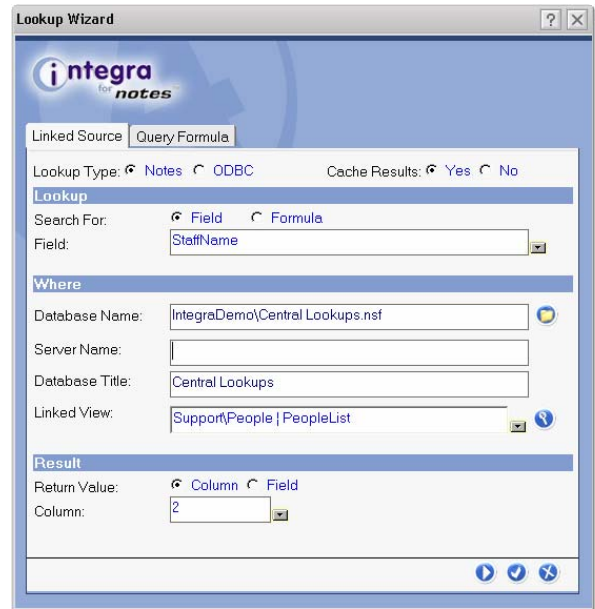 Lookup Wizard
integra
for notes
Linked Source Query Formula
Lookup Type: Notes ODBC Cache Results: Yes No
Lookup
Search For: Field Formula
Field: StaffName
Where
Database Name: IntegraDemo\Central Lookups.nsf
Server Name:
Database Title: Central Lookups
Linked View: Support\People | PeopleList
Result
Return Value: Column Field
Column: 2